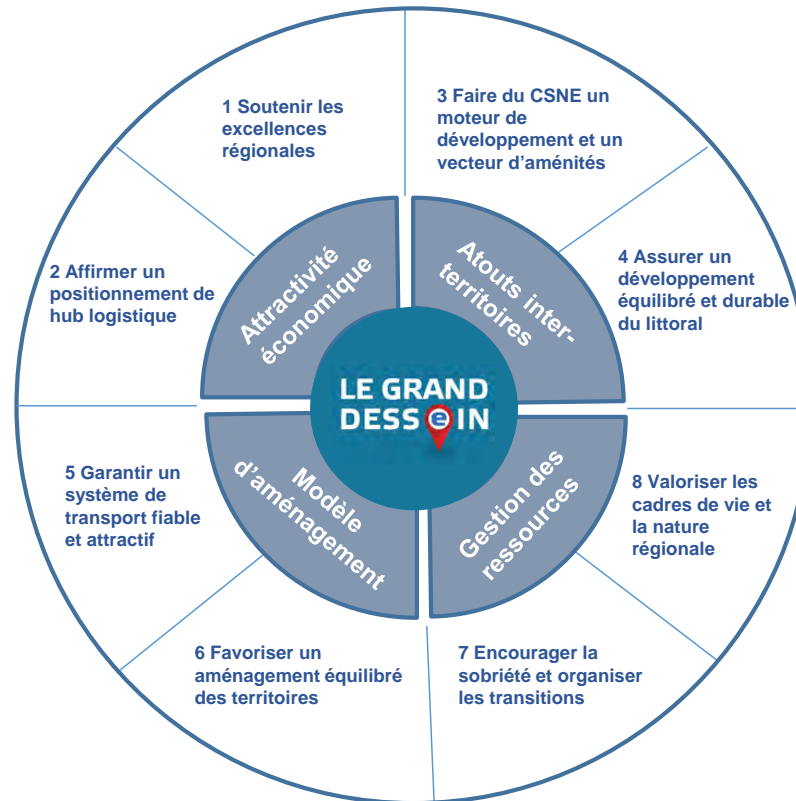 1 Soutenir les
excellences
régionales
2 Affirmer un
positionnement de
hub logistique
3 Faire du CSNE un
moteur de
développement et un
vecteur d’aménités
4 Assurer un
développement
équilibré et durable
du littoral
Attractivité
économique
Atouts inter-
territoires
LE GRAND
DESSeIN
Modèle
d’aménagement
Gestion des
ressources
5 Garantir un
système de
transport fiable
et attractif
6 Favoriser un
aménagement équilibré
des territoires
7 Encourager la
sobriété et organiser
les transitions
8 Valoriser les
cadres de vie et
la nature
régionale